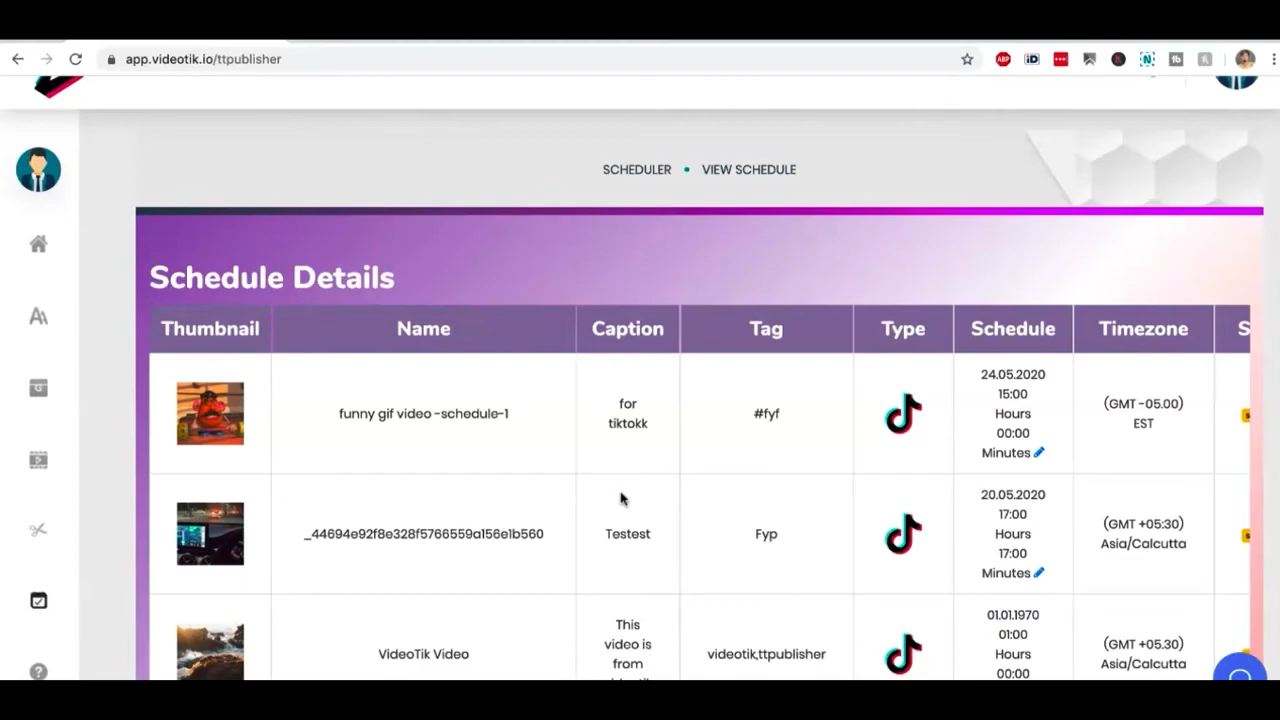 app.videotik.io/ttpublisher
ABP
iD
N
SCHEDULER • VIEW SCHEDULE
Schedule Details
Thumbnail Name Caption Tag Type Schedule Timezone S
funny gif video -schedule-1
for
tiktokk
#fyf
24.05.2020
15:00
Hours
00:00
Minutes
(GMT -05.00)
EST
_44694e92f8e328f5766559a156e1b560
Testest
Fyp
20.05.2020
17:00
Hours
17:00
Minutes
(GMT +05:30)
Asia/Calcutta
VideoTik Video
This
video is
from
videotik,ttpublisher
01.01.1970
01:00
Hours
00:00
(GMT +05.30)
Asia/Calcutta